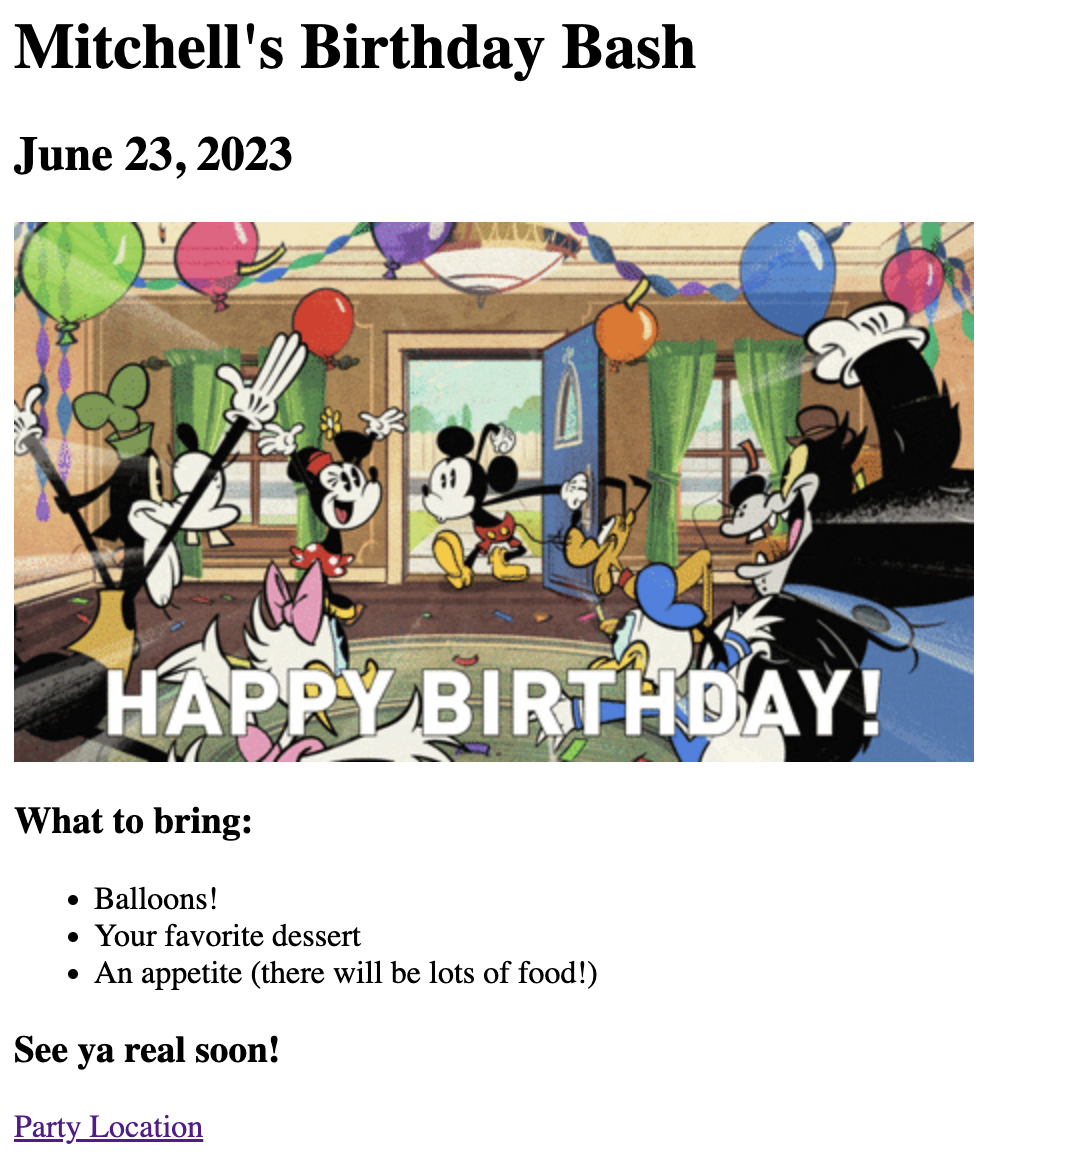 Mitchell's Birthday Bash
June 23, 2023
HAPPY BIRTHDAY!
What to bring:
• Balloons!
• Your favorite dessert
• An appetite (there will be lots of food!)
See ya real soon!
Party Location